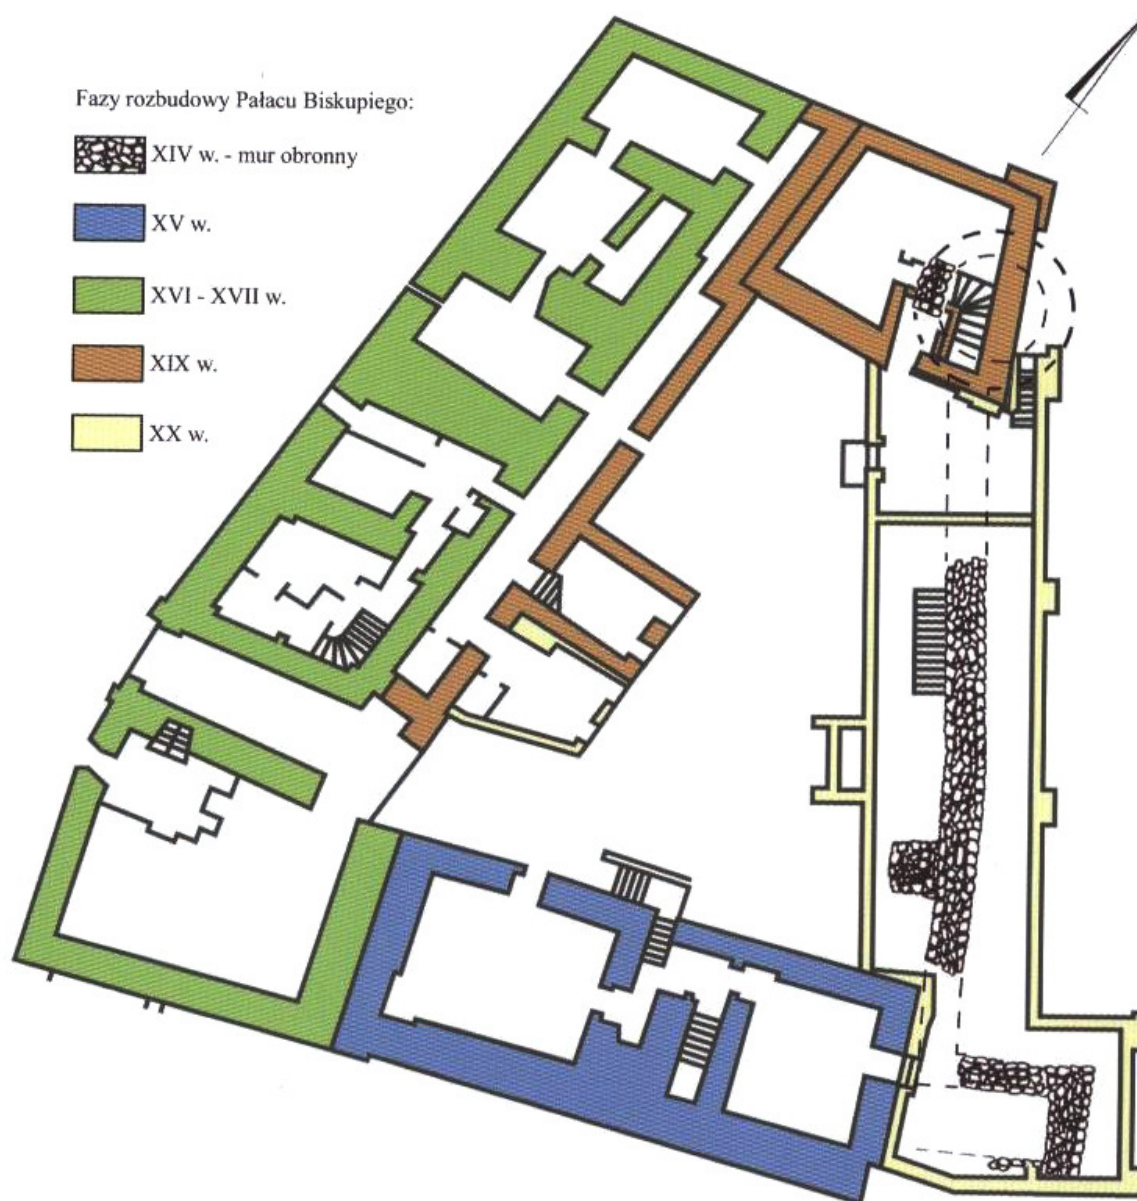 Fazy rozbudowy Pałacu Biskupiego:
XIV w. - mur obronny
XV w.
XVI - XVII w.
XIX w.
XX w.